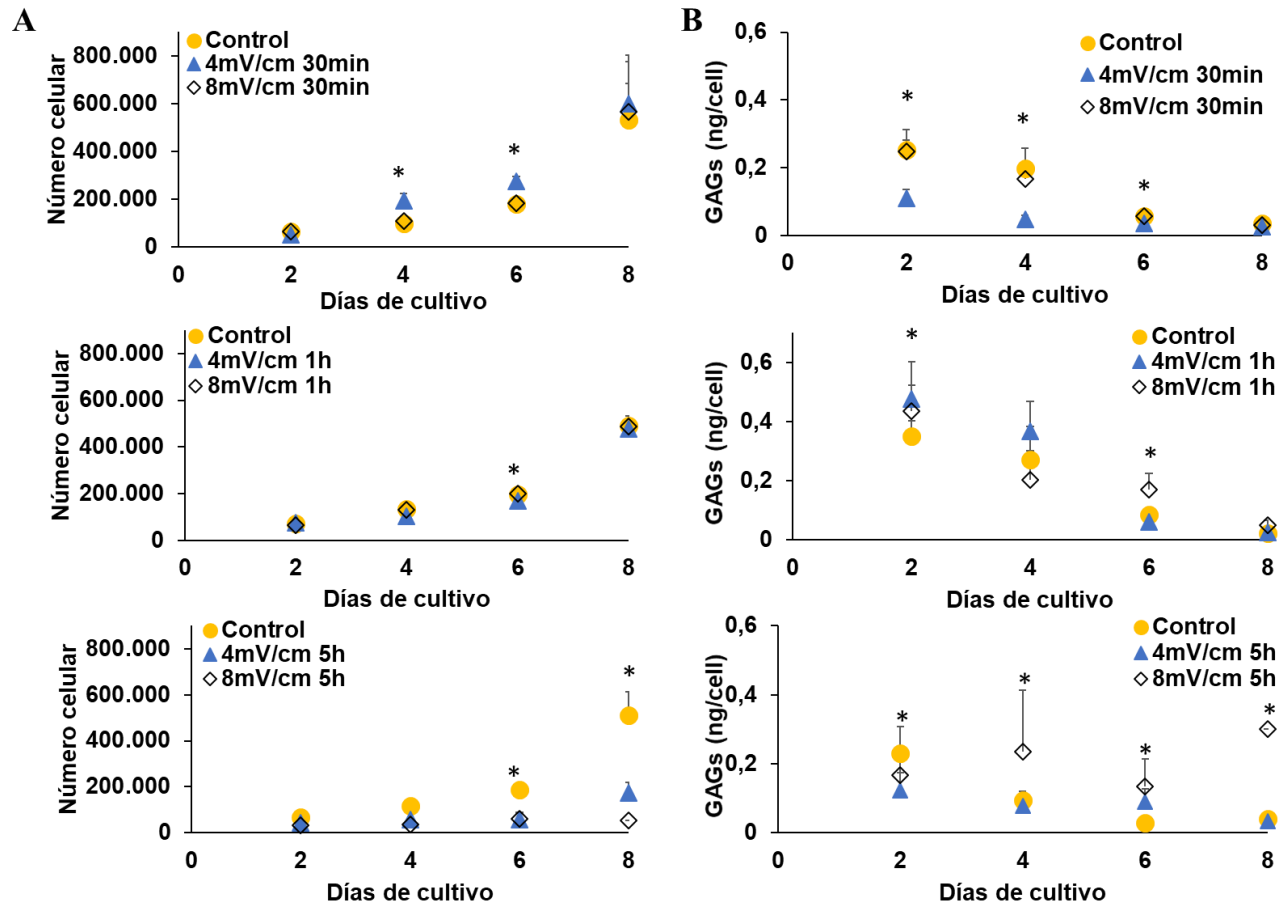 A
Control
4mV/cm 30min
8mV/cm 30min
800.000
600.000
400.000
200.000
0
Número celular
* *
0 2 4 6 8
Días de cultivo
Control
4mV/cm 1h
8mV/cm 1h
800.000
600.000
400.000
200.000
0
Número celular
*
0 2 4 6 8
Días de cultivo
Control
4mV/cm 5h
8mV/cm 5h
800.000
600.000
400.000
200.000
0
Número celular
* *
0 2 4 6 8
Días de cultivo
B
Control
4mV/cm 30min
8mV/cm 30min
0,6
0,4
0,2
0
GAGs (ng/cell)
* * *
0 2 4 6 8
Días de cultivo
Control
4mV/cm 1h
8mV/cm 1h
0,6
0,4
0,2
0
GAGs (ng/cell)
* *
0 2 4 6 8
Días de cultivo
Control
4mV/cm 5h
8mV/cm 5h
0,6
0,4
0,2
0
GAGs (ng/cell)
* * * *
0 2 4 6 8
Días de cultivo